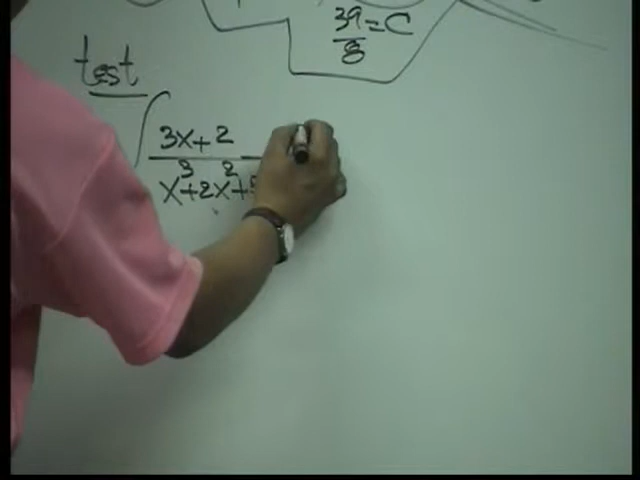 39/8 = C
test
∫ (3x+2)/(x³+2x²+